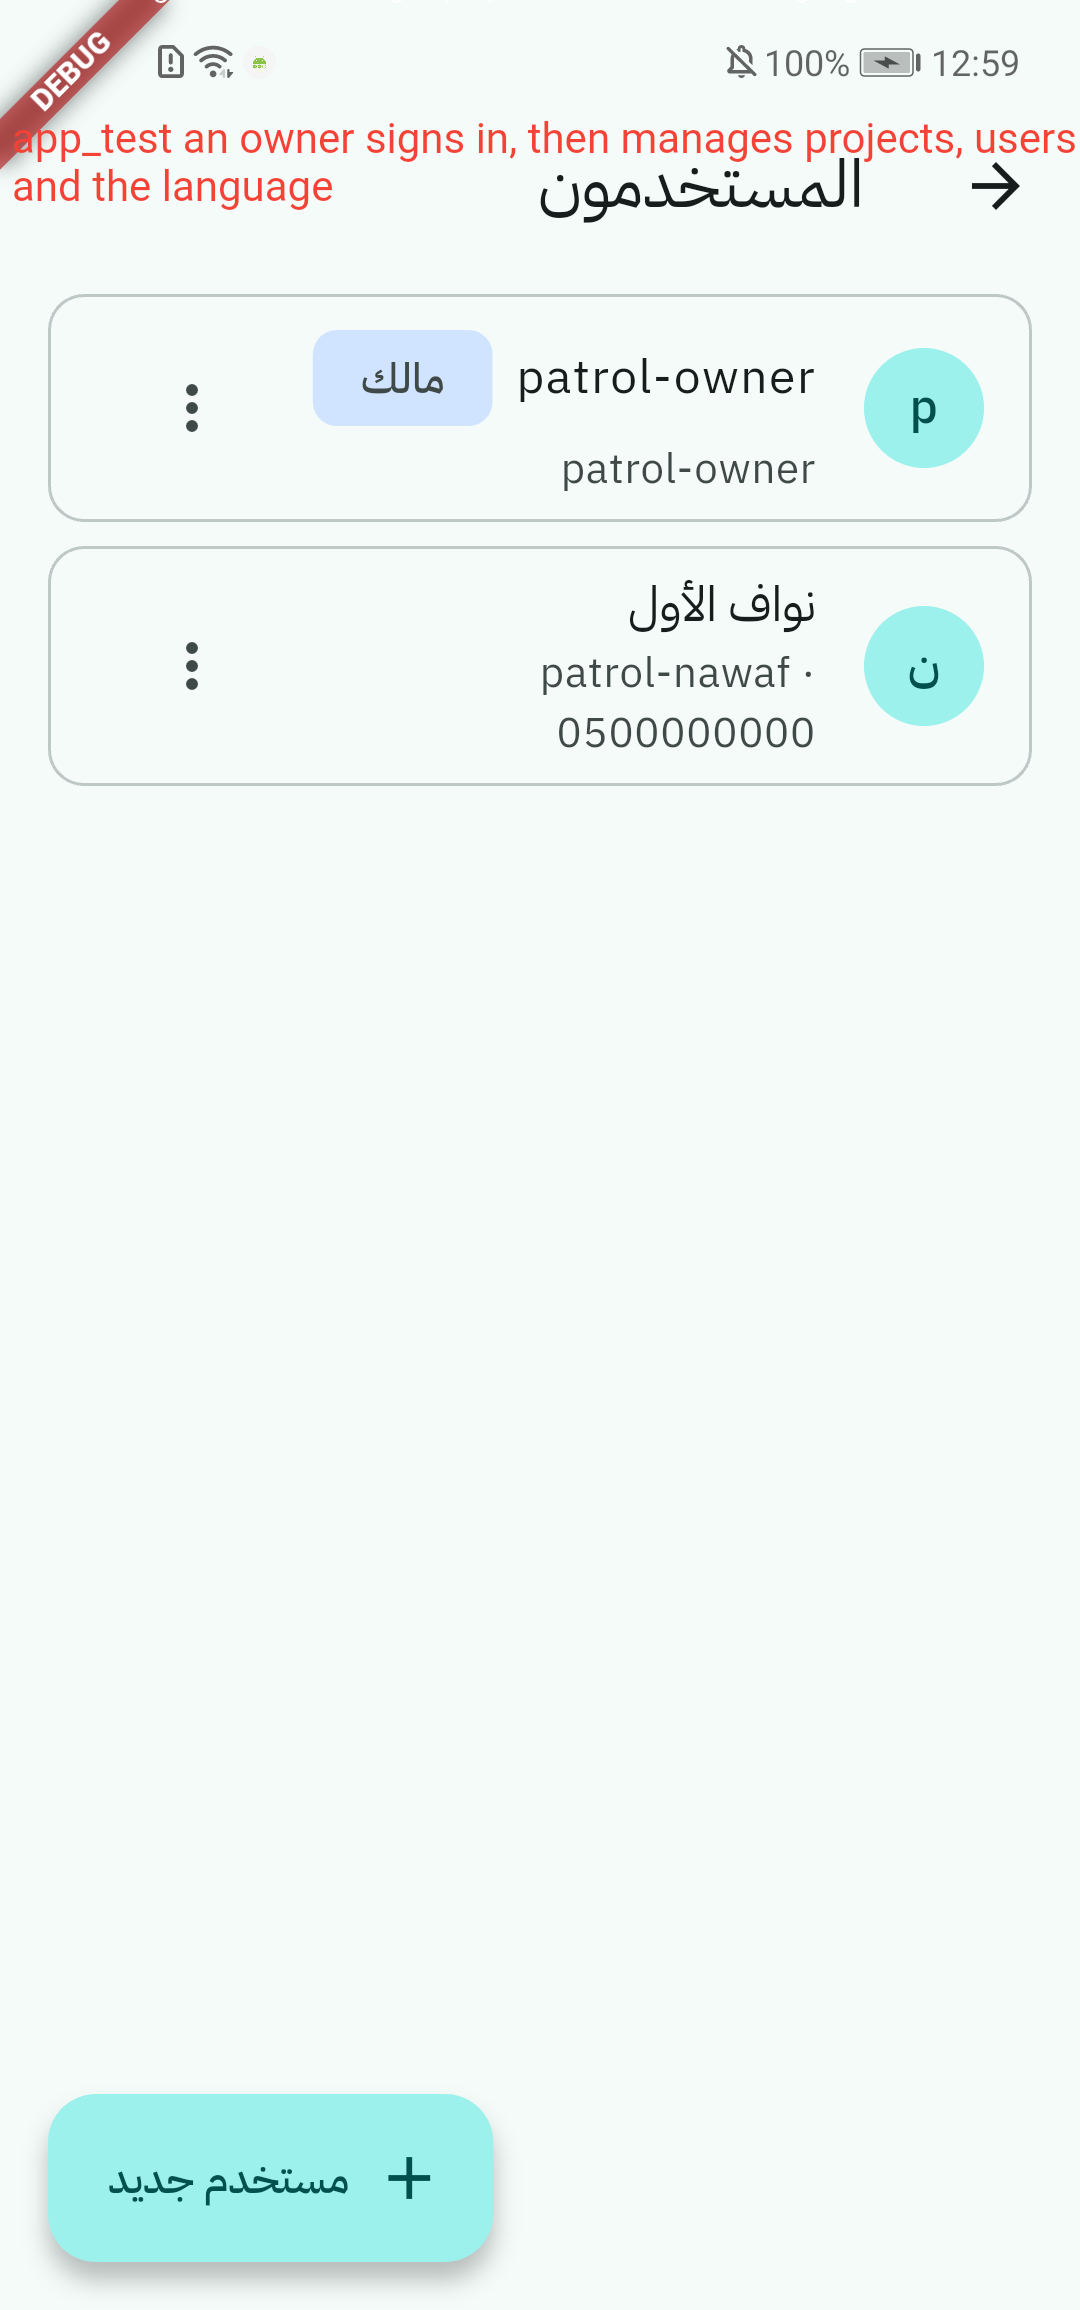 DEBUG
100% 12:59
app_test an owner signs in, then manages projects, users
and the language
المستخدمون
p
patrol-owner
مالك
patrol-owner
ن
نواف الأول
patrol-nawaf ·
0500000000
مستخدم جديد